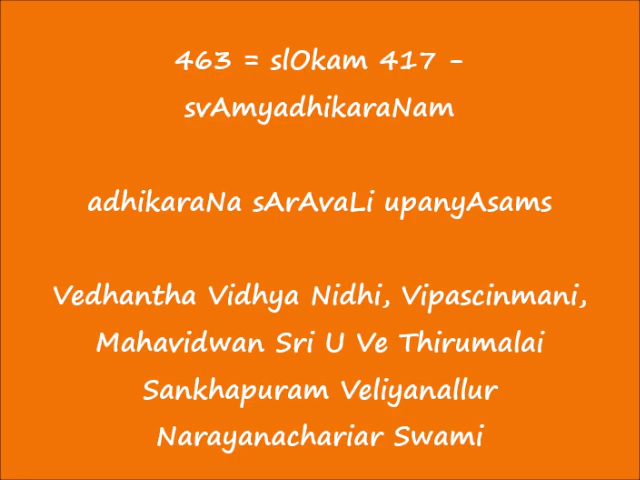 463 = slOkam 417 -
svAmyadhikaraNam
adhikaraNa sArAvaLi upanyAsams
Vedhantha Vidhya Nidhi, Vipascinmani,
Mahavidwan Sri U Ve Thirumalai
Sankhapuram Veliyanallur
Narayanachariar Swami